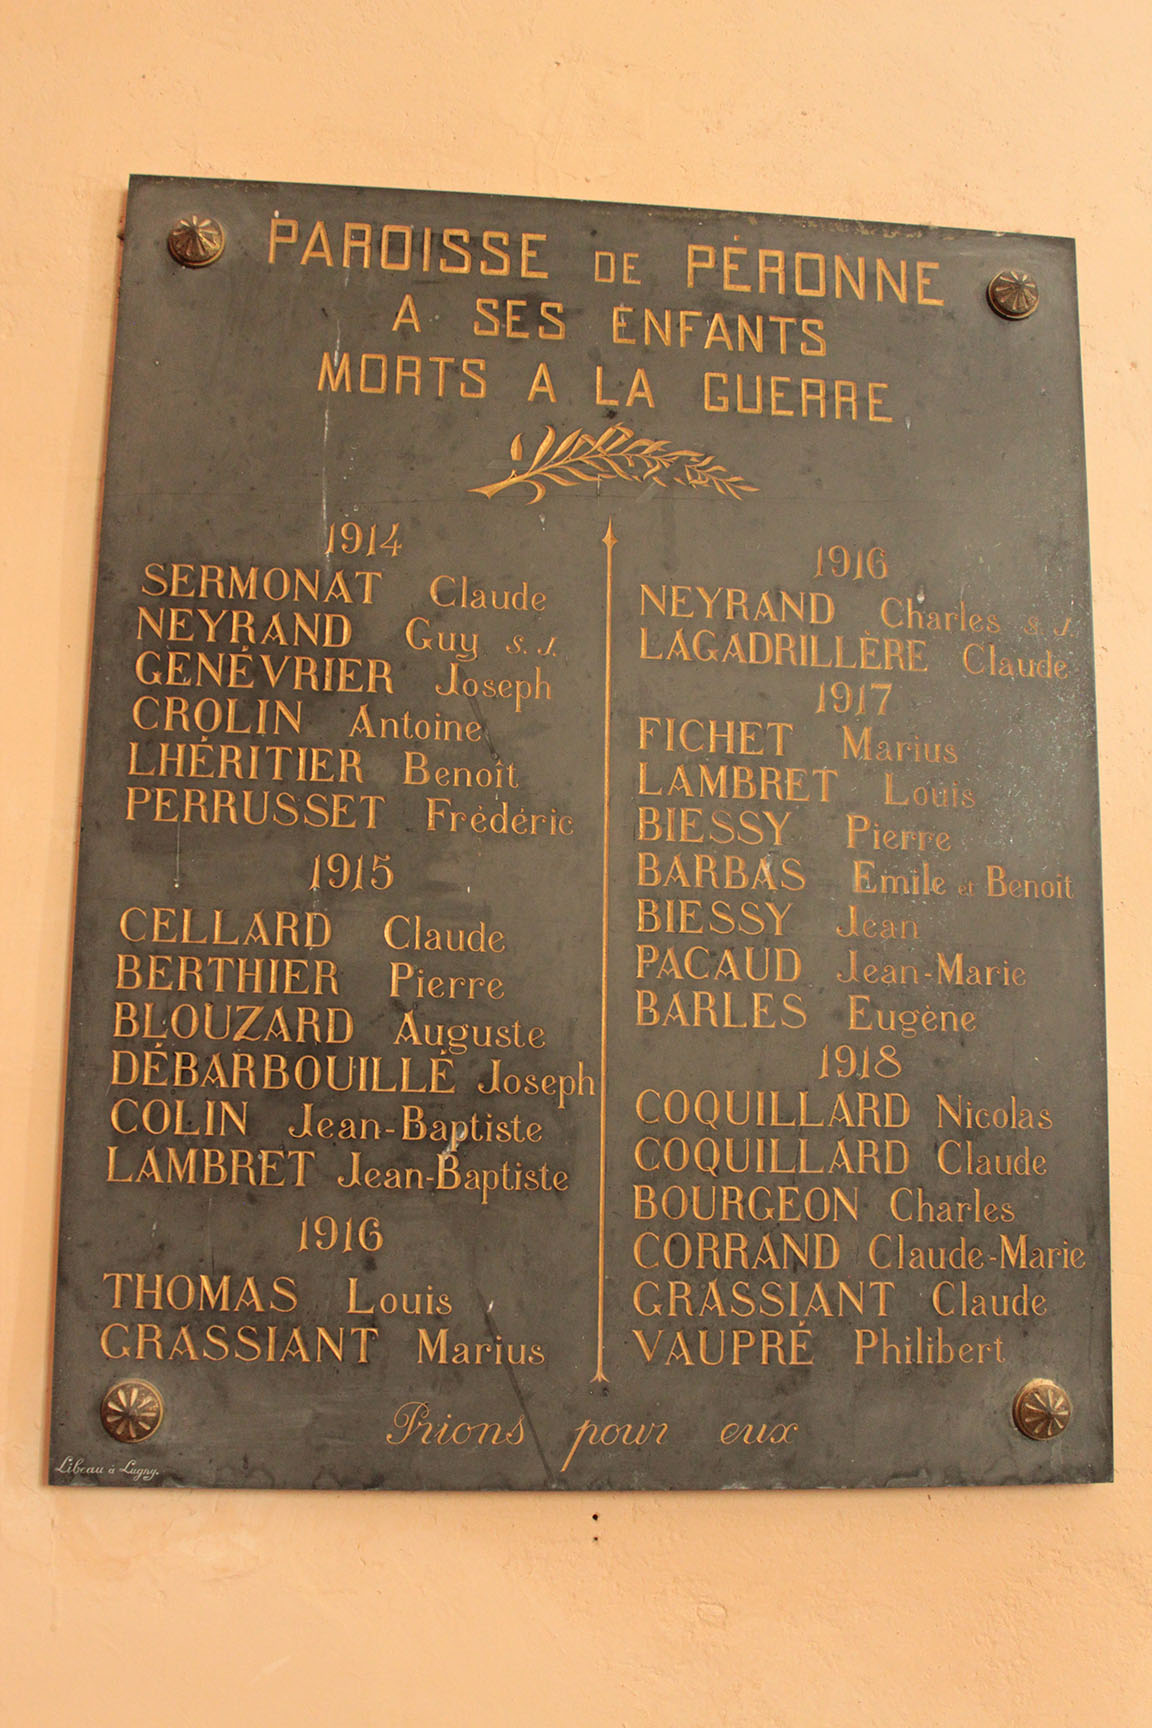 PAROISSE DE PÉRONNE
A SES ENFANTS
MORTS A LA GUERRE
1914
SERMONAT Claude
NEYRAND Guy S. J.
GENÉVRIER Joseph
CROLIN Antoine
LHÉRITIER Benoît
PERRUSSET Frédéric
1915
CELLARD Claude
BERTHIER Pierre
BLOUZARD Auguste
DÉBARBOUILLÉ Joseph
COLIN Jean-Baptiste
LAMBRET Jean-Baptiste
1916
THOMAS Louis
GRASSIANT Marius
1916
NEYRAND Charles S. J.
LAGADRILLÈRE Claude
1917
FICHET Marius
LAMBRET Louis
BIESSY Pierre
BARBAS Emile et Benoit
BIESSY Jean
PACAUD Jean-Marie
BARLES Eugène
1918
COQUILLARD Nicolas
COQUILLARD Claude
BOURGEON Charles
CORRAND Claude-Marie
GRASSIANT Claude
VAUPRÉ Philibert
Prions pour eux
Libeau à Lugny.